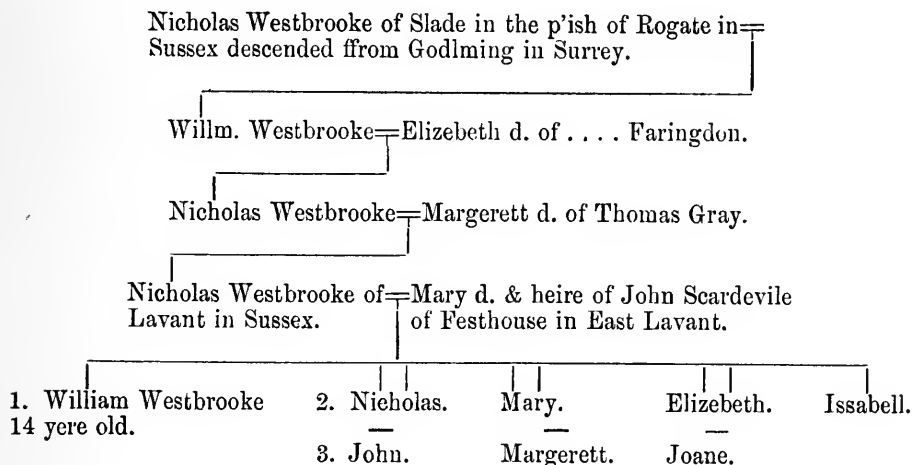 Nicholas Westbrooke of Slade in the p'ish of Rogate in=
Sussex descended ffrom Godlming in Surrey.
Willm. Westbrooke=Elizebeth d. of . . . . Faringdon.
Nicholas Westbrooke=Margerett d. of Thomas Gray.
Nicholas Westbrooke of=Mary d. & heire of John Scardevile
Lavant in Sussex. of Festhouse in East Lavant.
1. William Westbrooke 2. Nicholas. Mary. Elizebeth. Issabell.
14 yere old.
3. John. Margerett. Joane.